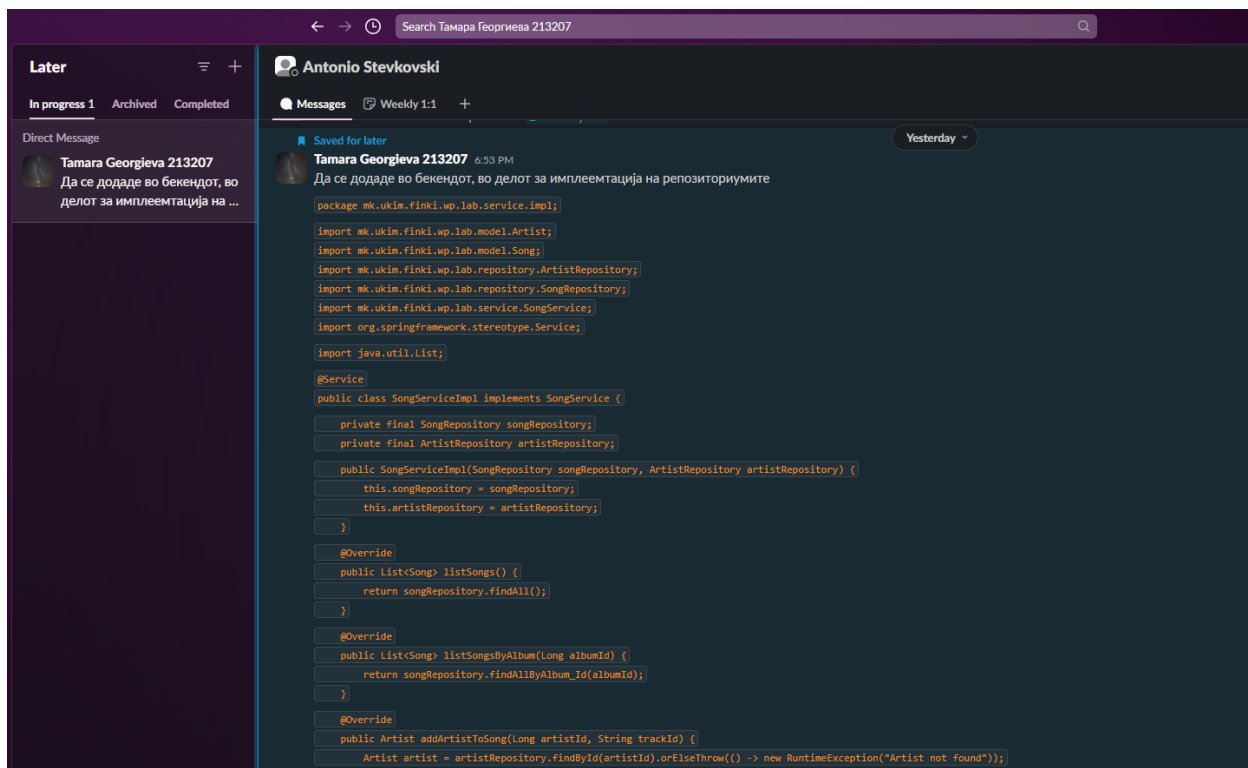 Search Тамара Георгиева 213207
Later
In progress 1 Archived Completed
Direct Message
Tamara Georgieva 213207
Да се додаде во бекендот, во
делот за имплеемтација на ...
Antonio Stevkovski
Messages Weekly 1:1
Saved for later
Yesterday
Tamara Georgieva 213207 6:53 PM
Да се додаде во бекендот, во делот за имплеемтација на репозиториумите
package mk.ukim.finki.wp.lab.service.impl;
import mk.ukim.finki.wp.lab.model.Artist;
import mk.ukim.finki.wp.lab.model.Song;
import mk.ukim.finki.wp.lab.repository.ArtistRepository;
import mk.ukim.finki.wp.lab.repository.SongRepository;
import mk.ukim.finki.wp.lab.service.SongService;
import org.springframework.stereotype.Service;
import java.util.List;
@Service
public class SongServiceImpl implements SongService {
private final SongRepository songRepository;
private final ArtistRepository artistRepository;
public SongServiceImpl(SongRepository songRepository, ArtistRepository artistRepository) {
this.songRepository = songRepository;
this.artistRepository = artistRepository;
}
@Override
public List<Song> listSongs() {
return songRepository.findAll();
}
@Override
public List<Song> listSongsByAlbum(Long albumId) {
return songRepository.findAllByAlbum_Id(albumId);
}
@Override
public Artist addArtistToSong(Long artistId, String trackId) {
Artist artist = artistRepository.findById(artistId).orElseThrow(() -> new RuntimeException("Artist not found"));